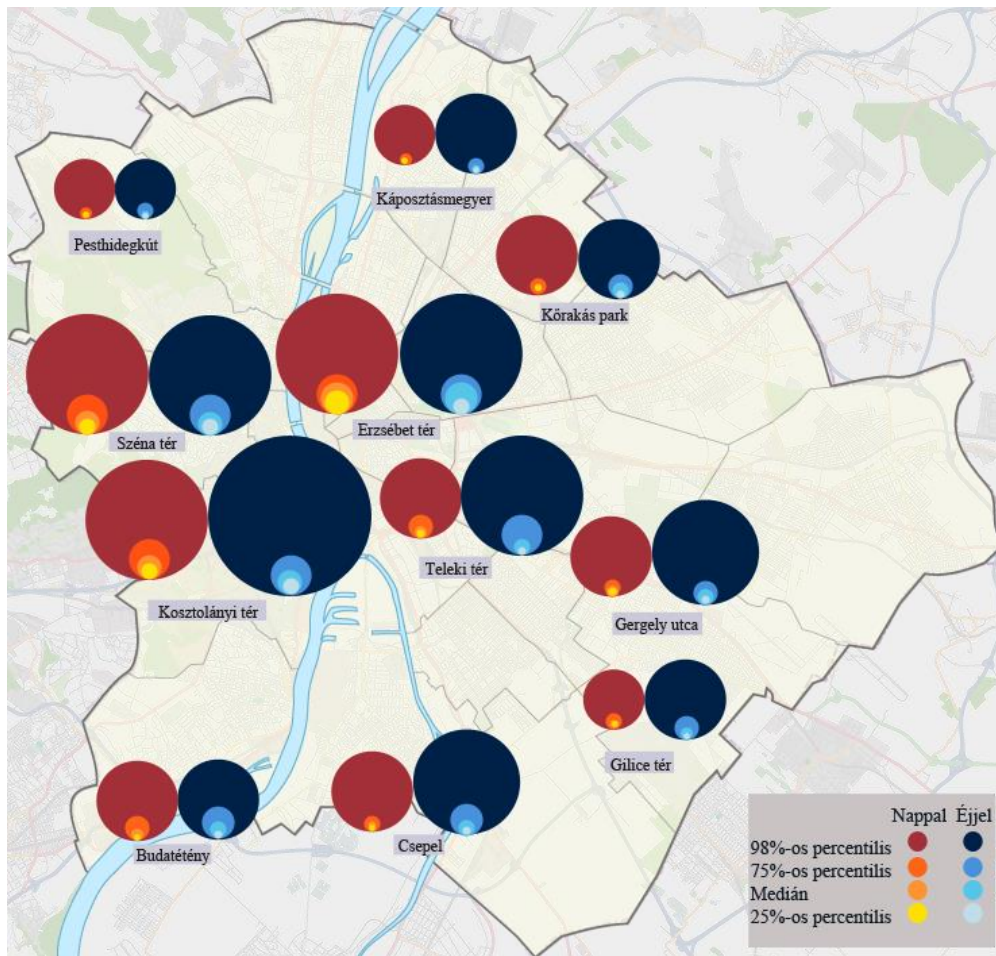 Káposztásmegyer
Pesthidegkút
Kőrakás park
Széna tér
Erzsébet tér
Kosztolányi tér
Teleki tér
Gergely utca
Gilice tér
Budatétény
Csepel
Nappal Éjjel
98%-os percentilis
75%-os percentilis
Medián
25%-os percentilis